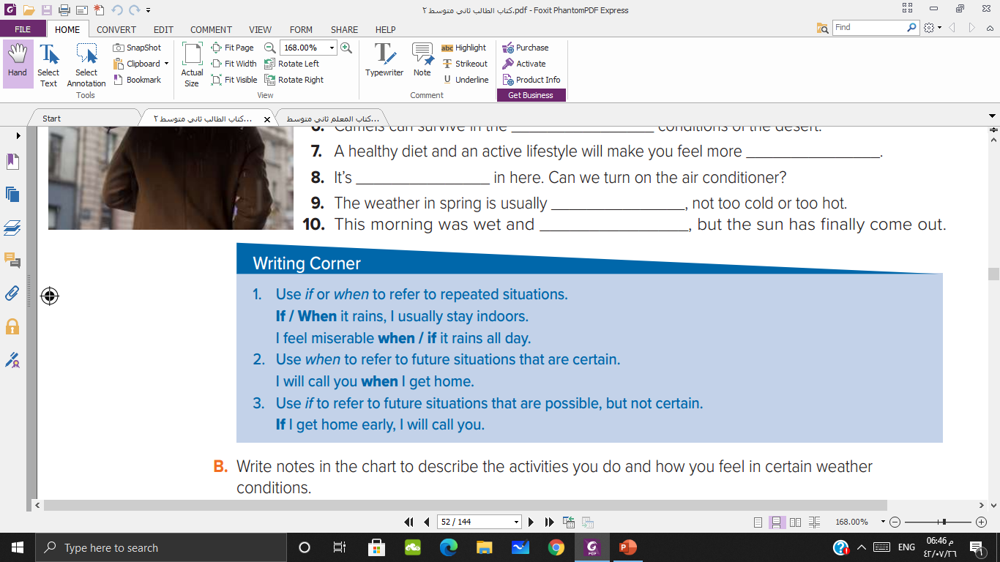 كتاب الطالب ثاني متوسط ٢.pdf - Foxit PhantomPDF Express
FILE HOME CONVERT EDIT COMMENT VIEW FORM SHARE HELP
Find
Hand
Select Text
Select Annotation
SnapShot
Clipboard
Bookmark
Tools
Actual Size
Fit Page
Fit Width
Fit Visible
168.00%
Rotate Left
Rotate Right
View
Typewriter
Note
Highlight
Strikeout
Underline
Comment
Purchase
Activate
Product Info
Get Business
Start
كتاب الطالب ثاني متوسط ٢...
كتاب المعلم ثاني متوسط...
6. Camels can survive in the ________________ conditions of the desert.
7. A healthy diet and an active lifestyle will make you feel more ________________.
8. It's ________________ in here. Can we turn on the air conditioner?
9. The weather in spring is usually ________________, not too cold or too hot.
10. This morning was wet and ________________, but the sun has finally come out.
Writing Corner
1. Use if or when to refer to repeated situations.
If / When it rains, I usually stay indoors.
I feel miserable when / if it rains all day.
2. Use when to refer to future situations that are certain.
I will call you when I get home.
3. Use if to refer to future situations that are possible, but not certain.
If I get home early, I will call you.
B. Write notes in the chart to describe the activities you do and how you feel in certain weather
conditions.
52 / 144
168.00%
Type here to search
ENG
06:46 م
٤٢/٠٧/٢٦